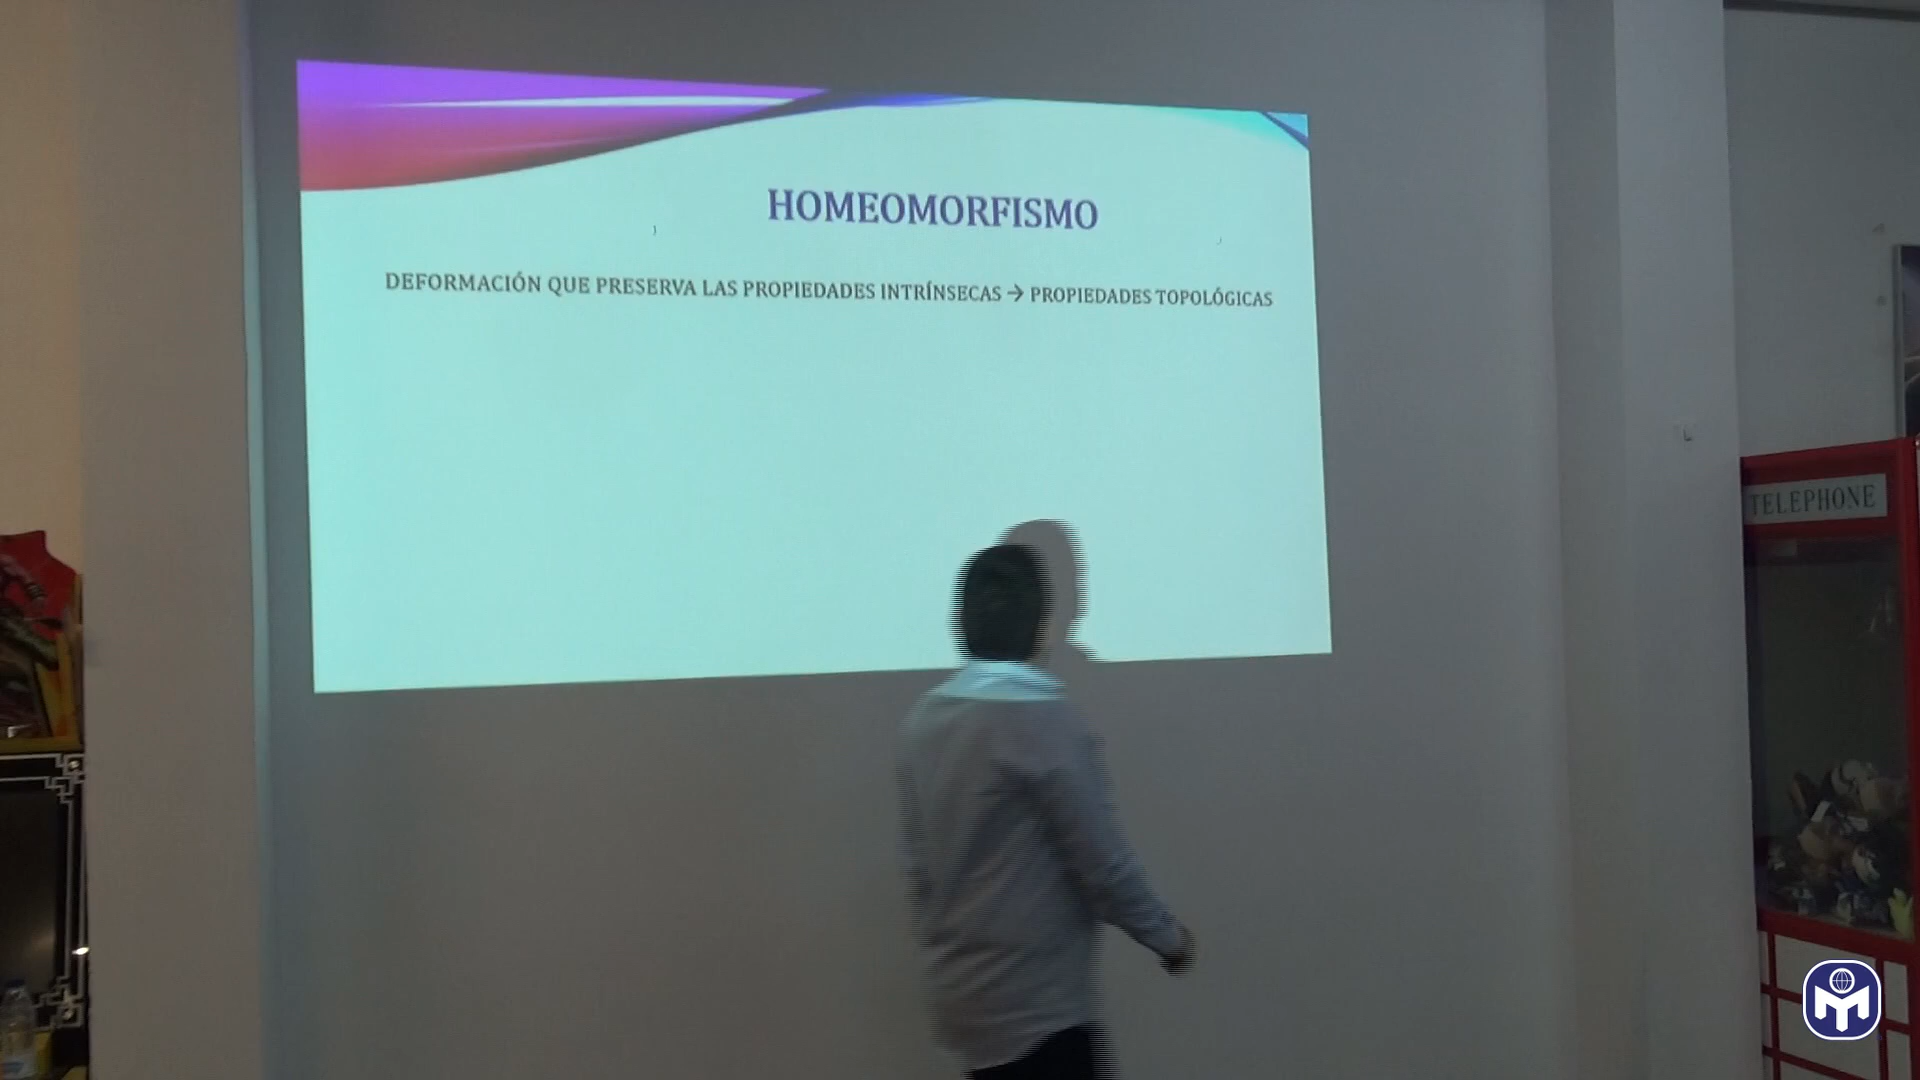 HOMEOMORFISMO
DEFORMACIÓN QUE PRESERVA LAS PROPIEDADES INTRÍNSECAS → PROPIEDADES TOPOLÓGICAS
TELEPHONE